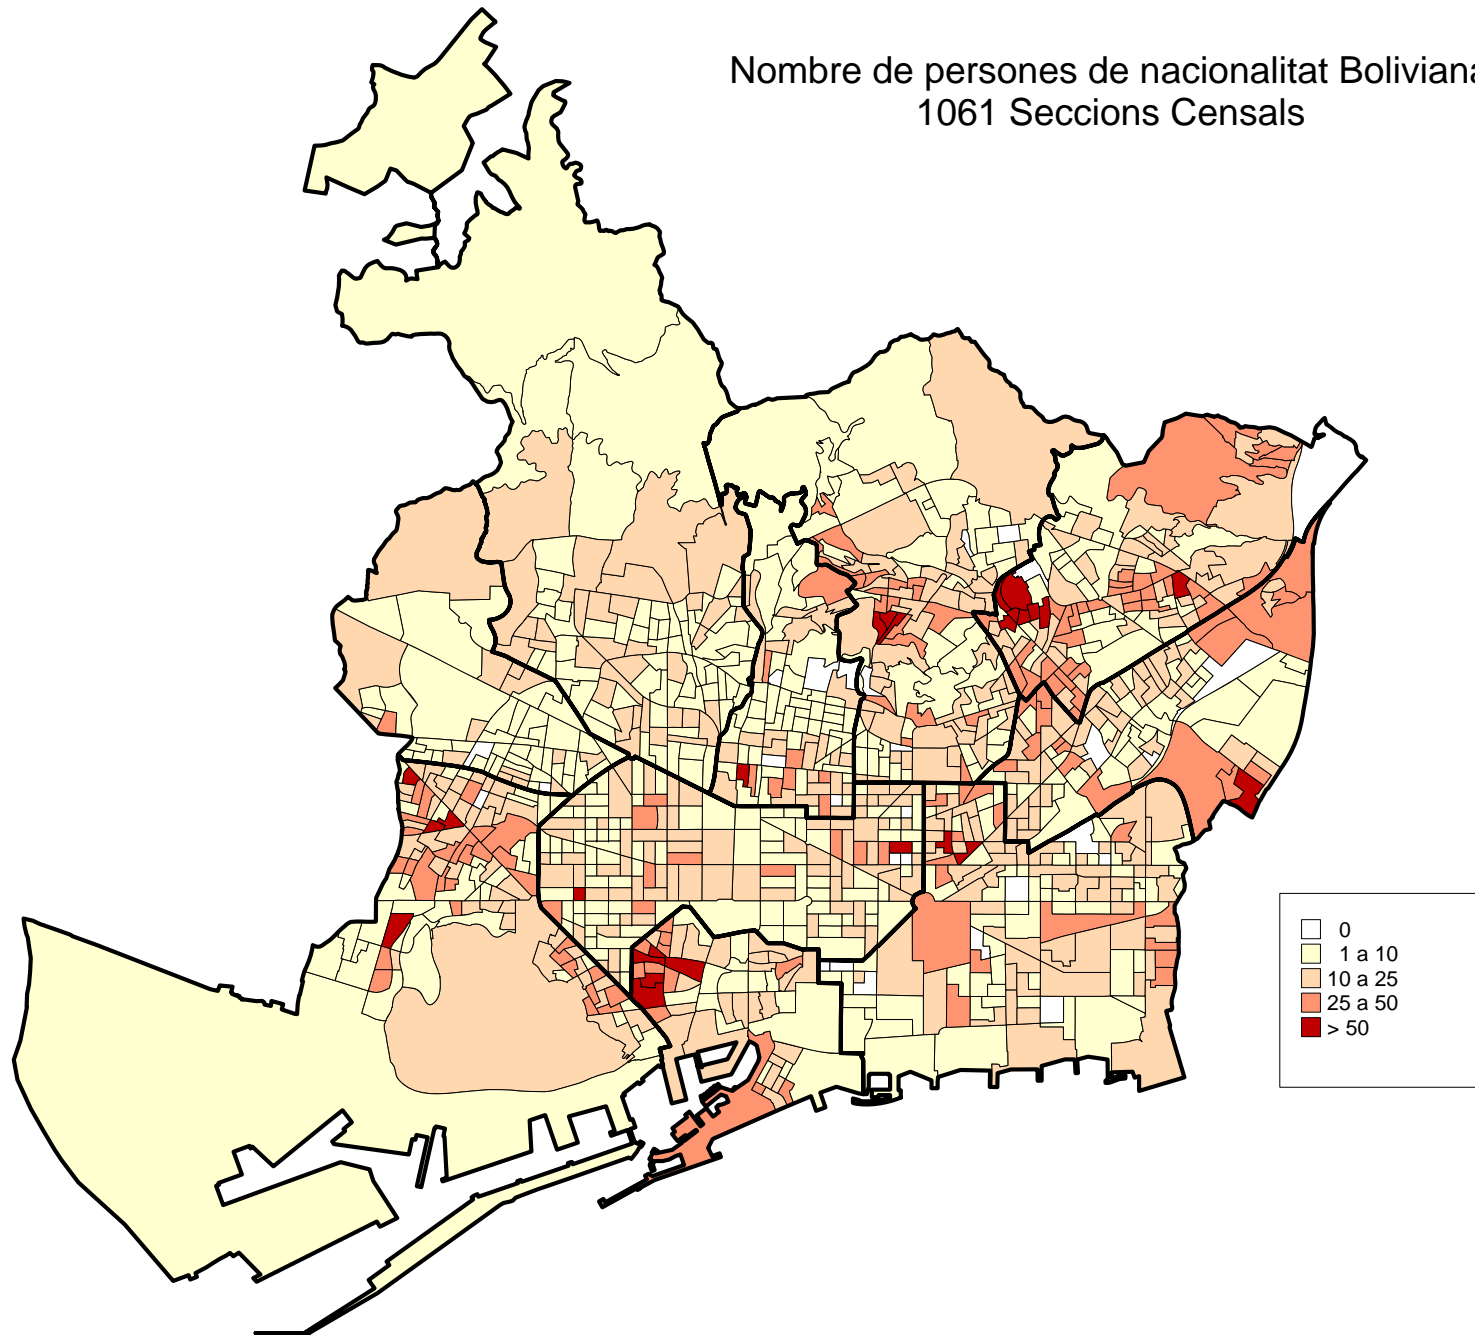 Nombre de persones de nacionalitat Boliviana
1061 Seccions Censals
0
1 a 10
10 a 25
25 a 50
> 50